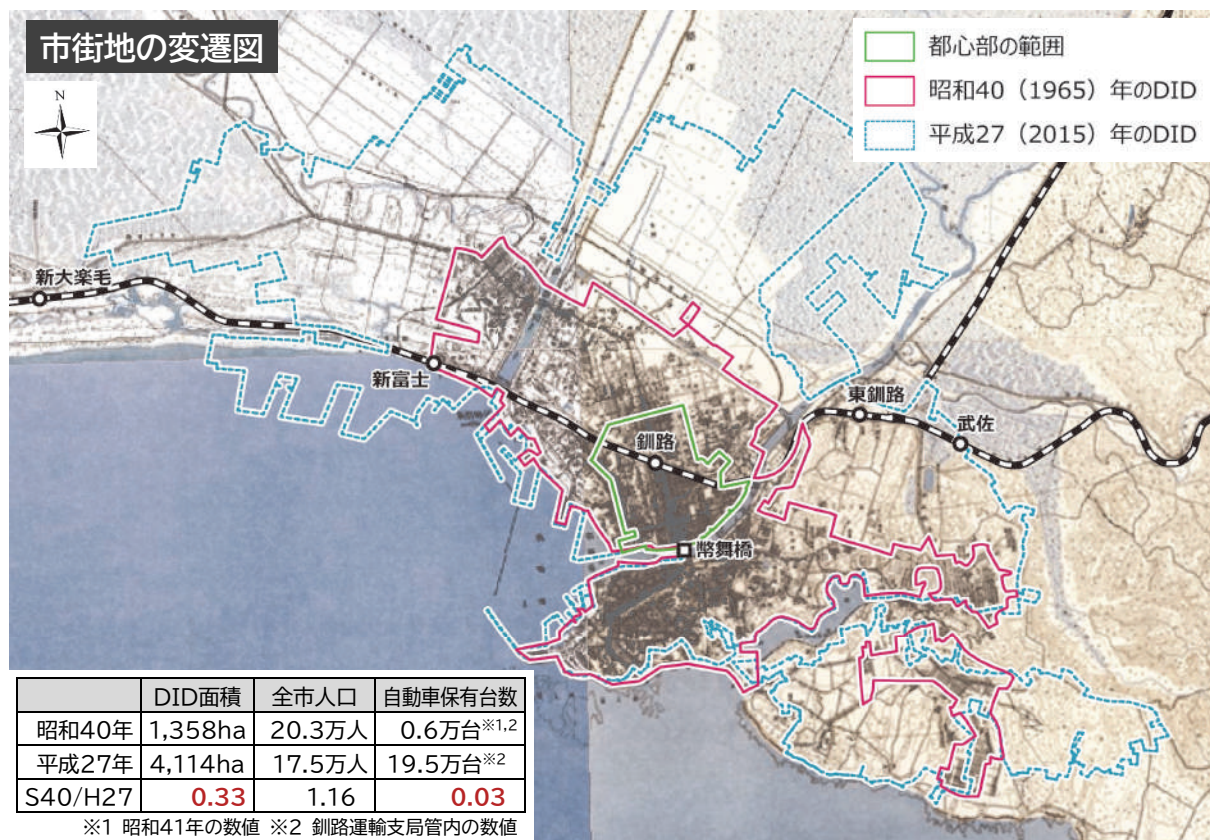 市街地の変遷図
N
都心部の範囲
昭和40（1965）年のDID
平成27（2015）年のDID
新大楽毛
新富士
釧路
東釧路
武佐
幣舞橋
DID面積 全市人口 自動車保有台数
昭和40年 1,358ha 20.3万人 0.6万台※1,2
平成27年 4,114ha 17.5万人 19.5万台※2
S40/H27 0.33 1.16 0.03
※1 昭和41年の数値 ※2 釧路運輸支局管内の数値